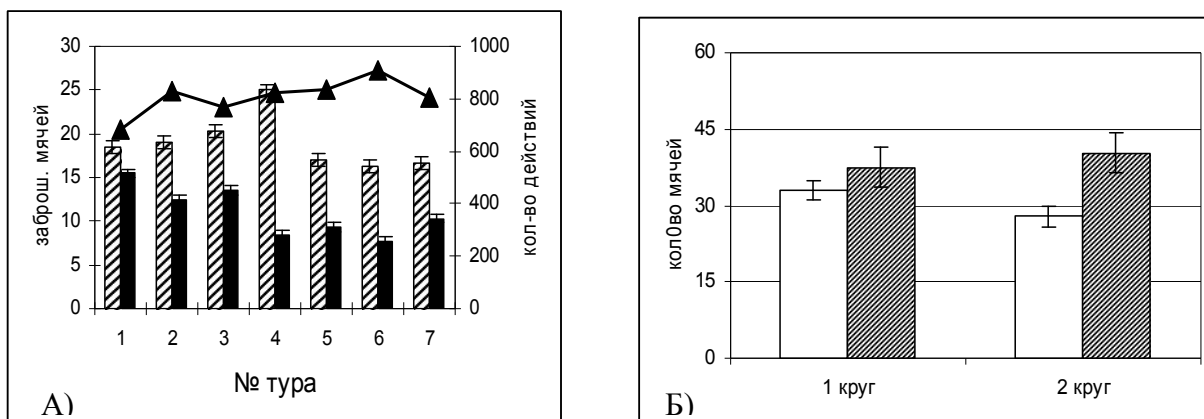 30
25
20
15
10
5
0
заброш. мячей
1000
800
600
400
200
0
кол-во действий
1 2 3 4 5 6 7
№ тура
А)
60
45
30
15
0
кол0во мячей
1 круг 2 круг
Б)